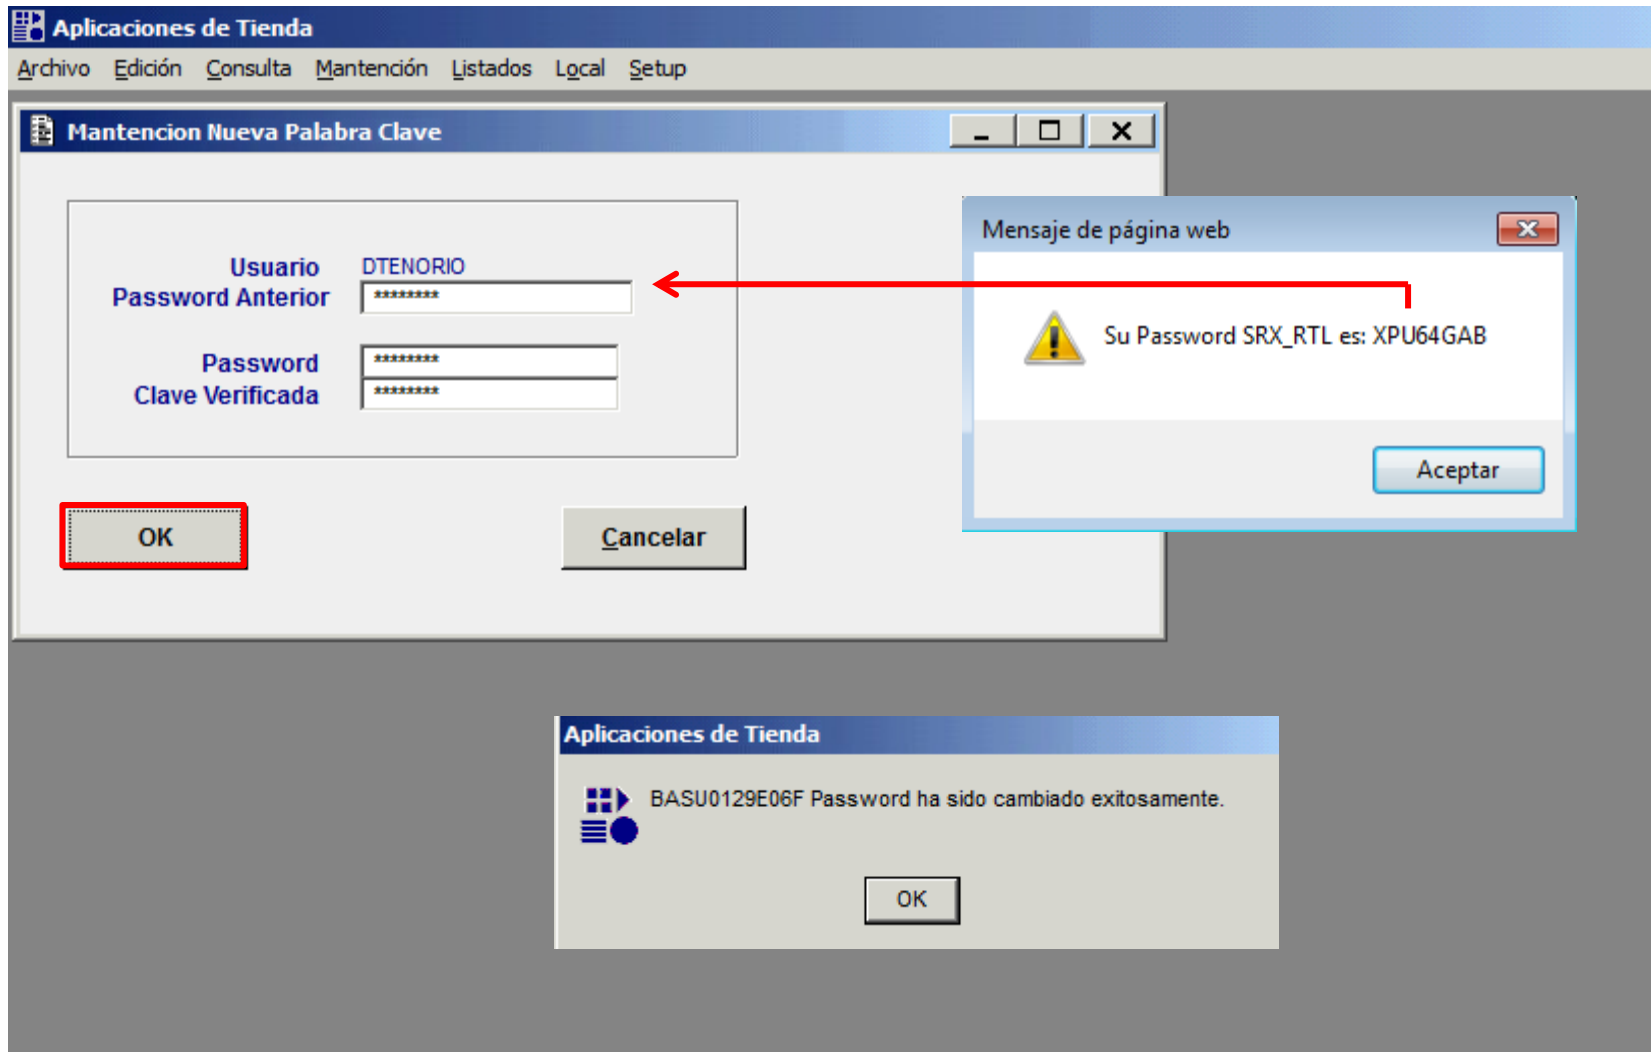 Aplicaciones de Tienda
Archivo Edición Consulta Mantención Listados Local Setup
Mantencion Nueva Palabra Clave
Usuario DTENORIO
Password Anterior ********
Password ********
Clave Verificada ********
OK Cancelar
Mensaje de página web
Su Password SRX_RTL es: XPU64GAB
Aceptar
Aplicaciones de Tienda
BASU0129E06F Password ha sido cambiado exitosamente.
OK